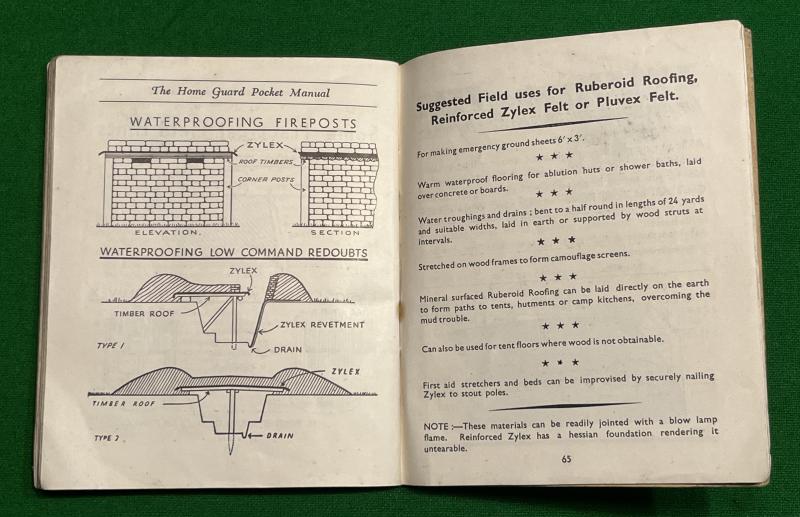 The Home Guard Pocket Manual
WATERPROOFING FIREPOSTS
ZYLEX
ROOF TIMBERS
CORNER POSTS
ELEVATION.
SECTION
WATERPROOFING LOW COMMAND REDOUBTS
ZYLEX
TIMBER ROOF
ZYLEX REVETMENT
DRAIN
TYPE 1
ZYLEX
TIMBER ROOF
TYPE 2.
DRAIN
Suggested Field uses for Ruberoid Roofing,
Reinforced Zylex Felt or Pluvex Felt.
For making emergency ground sheets 6' x 3'.
★ ★ ★
Warm waterproof flooring for ablution huts or shower baths, laid
over concrete or boards.
★ ★ ★
Water troughings and drains ; bent to a half round in lengths of 24 yards
and suitable widths, laid in earth or supported by wood struts at
intervals.
★ ★ ★
Stretched on wood frames to form camouflage screens.
★ ★ ★
Mineral surfaced Ruberoid Roofing can be laid directly on the earth
to form paths to tents, hutments or camp kitchens, overcoming the
mud trouble.
★ ★ ★
Can also be used for tent floors where wood is not obtainable.
★ ★ ★
First aid stretchers and beds can be improvised by securely nailing
Zylex to stout poles.
NOTE :—These materials can be readily jointed with a blow lamp
flame. Reinforced Zylex has a hessian foundation rendering it
untearable.
65